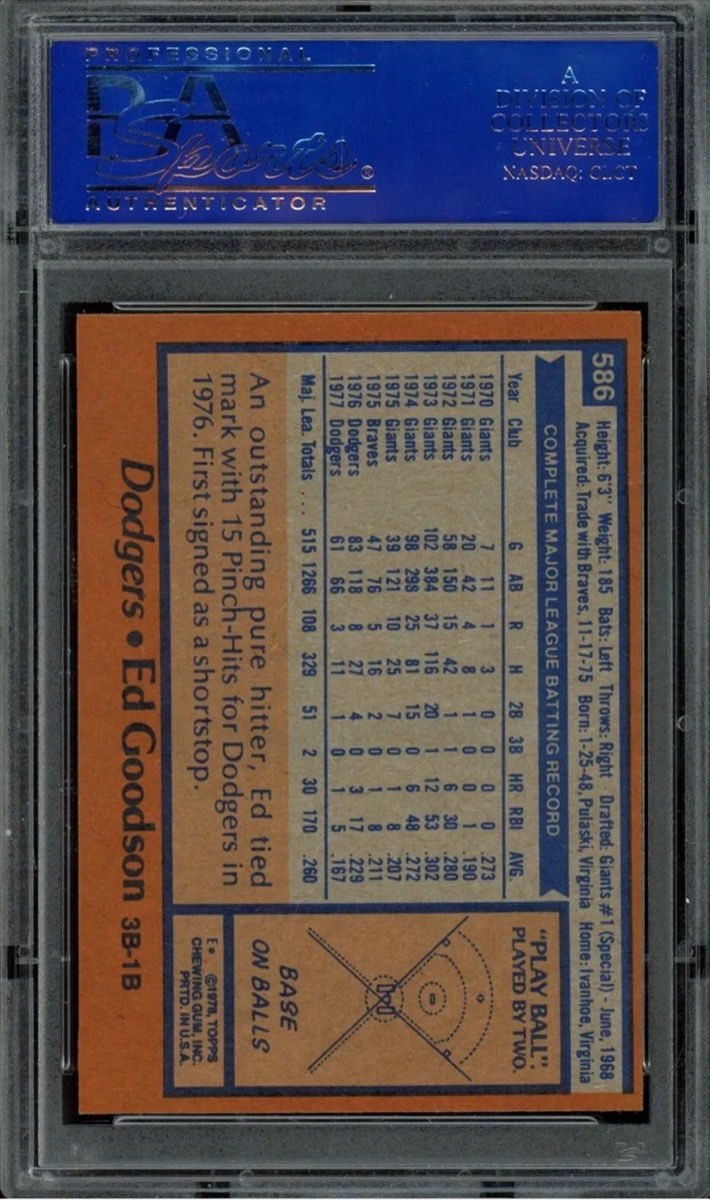 PROFESSIONAL
PSA
Sports®
AUTHENTICATOR
A
DIVISION OF
COLLECTORS
UNIVERSE
NASDAQ: CLCT
586
Height: 6'3" Weight: 185 Bats: Left Throws: Right Drafted: Giants #1 (Special) - June, 1968
Acquired: Trade with Braves, 11-17-75 Born: 1-25-48, Pulaski, Virginia Home: Ivanhoe, Virginia
COMPLETE MAJOR LEAGUE BATTING RECORD
Year Club G AB R H 2B 3B HR RBI AVG.
1970 Giants 7 11 1 3 0 0 0 0 .273
1971 Giants 20 42 4 8 1 0 0 1 .190
1972 Giants 58 150 15 42 1 1 6 30 .280
1973 Giants 102 384 37 116 20 1 12 53 .302
1974 Giants 98 298 25 81 15 0 6 48 .272
1975 Giants 39 121 10 25 7 0 1 8 .207
1975 Braves 47 76 5 16 2 0 1 8 .211
1976 Dodgers 83 118 8 27 4 0 3 17 .229
1977 Dodgers 61 66 3 11 1 0 1 5 .167
Maj. Lea. Totals .... 515 1266 108 329 51 2 30 170 .260
An outstanding pure hitter, Ed tied
mark with 15 Pinch-Hits for Dodgers in
1976. First signed as a shortstop.
"PLAY BALL"
PLAYED BY TWO.
BASE
ON BALLS
E* ©1978, TOPPS
CHEWING GUM, INC.
PRTD. IN U.S.A.
Dodgers • Ed Goodson 3B-1B